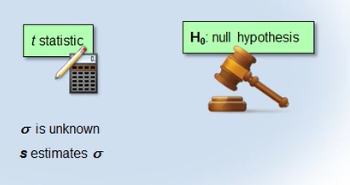 t statistic
H₀: null hypothesis
σ is unknown
s estimates σ